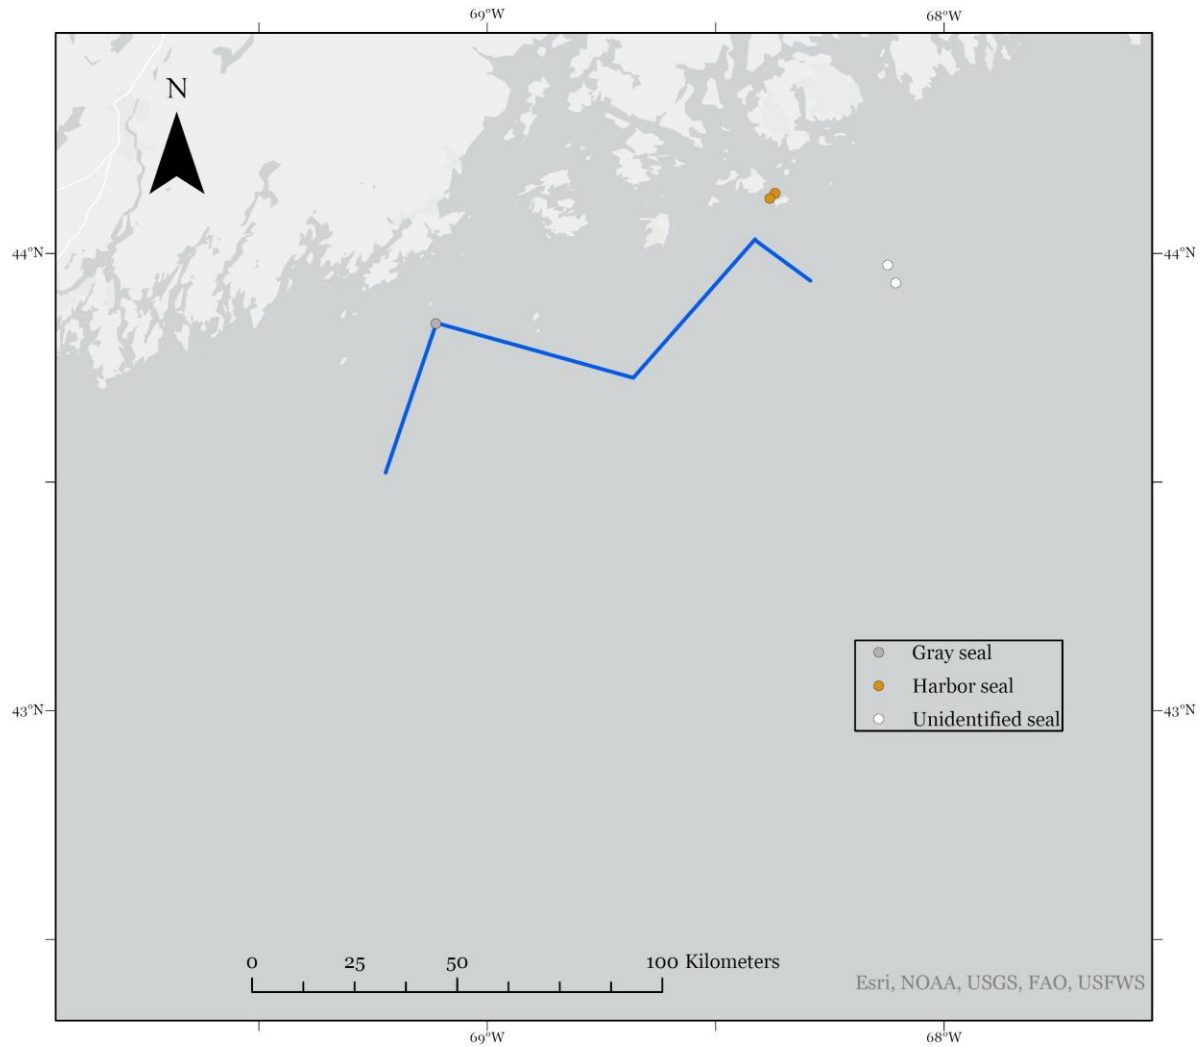 69°W 68°W
N
44°N 44°N
Gray seal
Harbor seal
43°N Unidentified seal 43°N
0 25 50 100 Kilometers
Esri, NOAA, USGS, FAO, USFWS
69°W 68°W